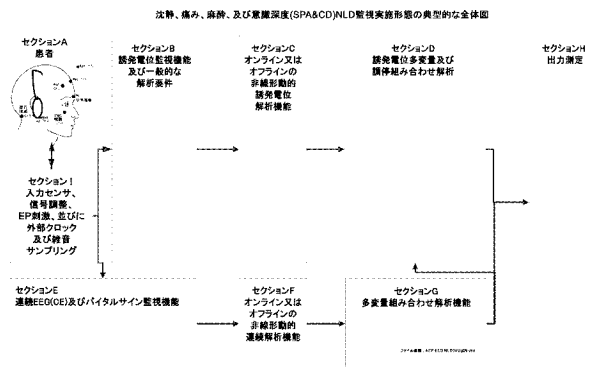 沈静、痛み、麻酔、及び意識深度(SPA&CD)NLD監視実施形態の典型的な全体図
セクションA
患者
セクションB
誘発電位監視機能
及び一般的な
解析要件
セクションC
オンライン又は
オフラインの
非線形動的
誘発電位
解析機能
セクションD
誘発電位多変量及び
調停組み合わせ解析
セクションH
出力測定
セクションI
入力センサ、
信号調整、
EP刺激、並びに
外部クロック
及び雑音
サンプリング
セクションE
連続EEG(CE)及びバイタルサイン監視機能
セクションF
オンライン又は
オフラインの
非線形動的
連続解析機能
セクションG
多変量組み合わせ解析機能